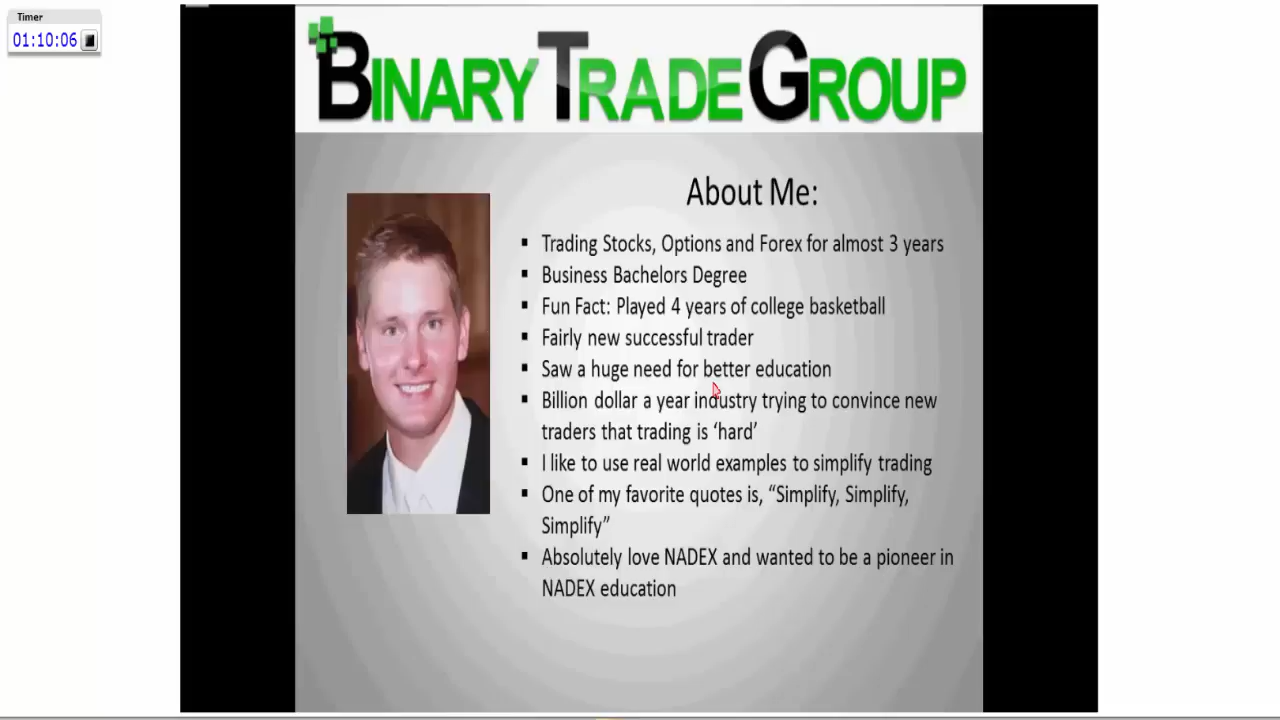 Timer
01:10:06
BINARY TRADE GROUP
About Me:
▪ Trading Stocks, Options and Forex for almost 3 years
▪ Business Bachelors Degree
▪ Fun Fact: Played 4 years of college basketball
▪ Fairly new successful trader
▪ Saw a huge need for better education
▪ Billion dollar a year industry trying to convince new
traders that trading is ‘hard’
▪ I like to use real world examples to simplify trading
▪ One of my favorite quotes is, “Simplify, Simplify,
Simplify”
▪ Absolutely love NADEX and wanted to be a pioneer in
NADEX education